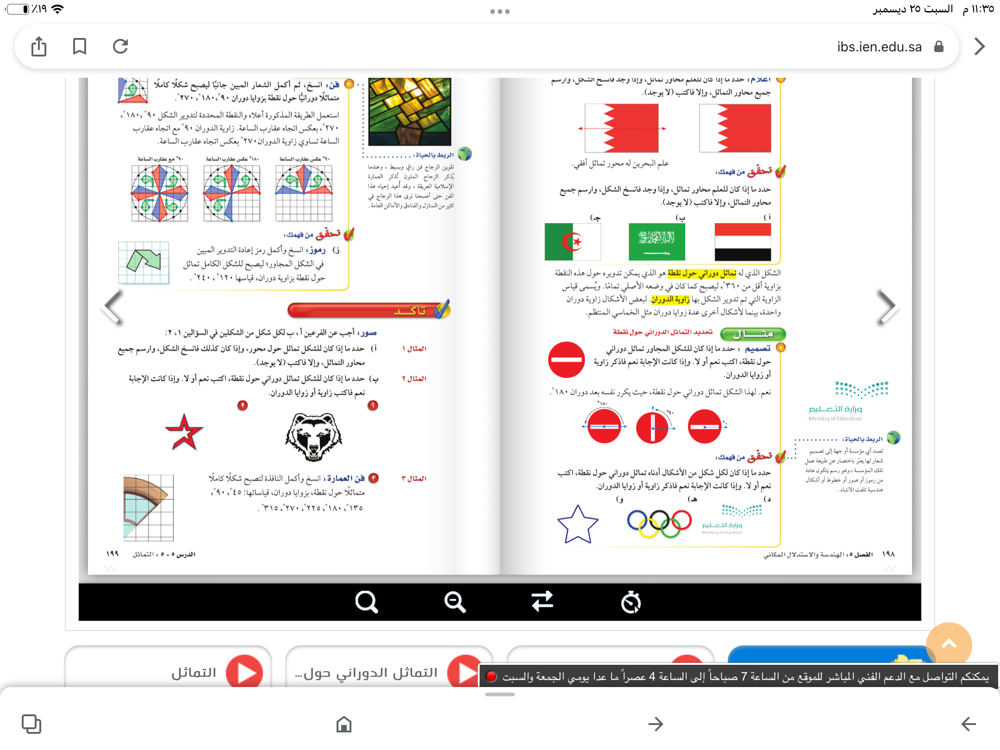 ١١:٣٥ م السبت ٢٥ ديسمبر
٪١٩
ibs.ien.edu.sa
أعلام: حدد ما إذا كان للعلم محاور تماثل، وإذا وجد فانسخ الشكل، وارسم
جميع محاور التماثل، وإلا فاكتب (لا يوجد).
علم البحرين له محور تماثل أفقي.
تحقق من فهمك:
حدد ما إذا كان للعلم محاور تماثل، وإذا وجد فانسخ الشكل، وارسم جميع
محاور التماثل، وإلا فاكتب (لا يوجد).
أ )
ب)
جـ)
الشكل الذي له تماثل دوراني حول نقطة هو الذي يمكن تدويره حول هذه النقطة
بزاوية أقل من ٣٦٠°، ليصبح كما كان في وضعه الأصلي تمامًا. ويُسمى قياس
الزاوية التي تم تدوير الشكل بها زاوية الدوران. لبعض الأشكال زاوية دوران
واحدة، بينما لأشكال أخرى عدة زوايا دوران مثل الخماسي المنتظم.
مثـــال
تحديد التماثل الدوراني حول نقطة
٢ تصميم : حدد ما إذا كان للشكل المجاور تماثل دوراني
حول نقطة، اكتب نعم أو لا. وإذا كانت الإجابة نعم فاذكر زاوية
أو زوايا الدوران.
نعم. لهذا الشكل تماثل دوراني حول نقطة، حيث يكرر نفسه بعد دوران ١٨٠°.
٠°
٩٠°
١٨٠°
وزارة التعليم
Ministry of Education
الربط بالحياة:
تعمد أي مؤسسة أو جهة إلى تصميم
شعار لها يعبّر باختصار عن طبيعة عمل
تلك المؤسسة ، وهو رسم يتكون عادة
من رموز أو صور أو خطوط أو أشكال
هندسية تلفت الانتباه .
تحقق من فهمك:
حدد ما إذا كان لكل شكل من الأشكال أدناه تماثل دوراني حول نقطة، اكتب
نعم أو لا. وإذا كانت الإجابة نعم فاذكر زاوية أو زوايا الدوران.
د )
هـ)
و)
وزارة التعليم
Ministry of Education
١٩٨ الفصل ٥: الهندسة والاستدلال المكاني
٣ فن: انسخ، ثم أكمل الشعار المبين جانبًا ليصبح شكلًا كاملًا
متماثلًا دورانيًّا حول نقطة بزوايا دوران ٩٠°، ١٨٠°، ٢٧٠°.
استعمل الطريقة المذكورة أعلاه والنقطة المحددة لتدوير الشكل ٩٠°، ١٨٠°،
٢٧٠°، بعكس اتجاه عقارب الساعة. زاوية الدوران ٩٠° مع اتجاه عقارب
الساعة تساوي زاوية الدوران ٢٧٠° بعكس اتجاه عقارب الساعة.
٩٠° عكس عقارب الساعة
١٨٠° عكس عقارب الساعة
٩٠° مع عقارب الساعة
الربط بالحياة:
تلوين الزجاج فن راقٍ وبسيط ، وعندما
يُذكر الزجاج الملون تُذكر العمارة
الإسلامية العريقة ، وقد أُعيد إحياء هذا
الفن حتى أصبحنا نرى هذا الزجاج في
كثير من المنازل والفنادق والأماكن العامة .
تحقق من فهمك:
ز) رموز: انسخ وأكمل رمز إعادة التدوير المبين
في الشكل المجاور؛ ليصبح للشكل الكامل تماثل
حول نقطة بزاوية دوران، قياسها ١٢٠°، ٢٤٠° .
تأكـــد
صور: أجب عن الفرعين أ ، ب لكل شكل من الشكلين في السؤالين ١، ٢:
المثال ١ أ) حدد ما إذا كان للشكل تماثل حول محور، وإذا كان كذلك فانسخ الشكل، وارسم جميع
محاور التماثل، وإلا فاكتب (لا يوجد).
المثال ٢ ب) حدد ما إذا كان للشكل تماثل دوراني حول نقطة، اكتب نعم أو لا. وإذا كانت الإجابة
نعم فاكتب زاوية أو زوايا الدوران.
١
٢
المثال ٣ ٣ فن العمارة: انسخ وأكمل النافذة لتصبح شكلًا كاملًا
متماثلًا حول نقطة، بزوايا دوران، قياساتها: ٤٥°، ٩٠°،
١٣٥°، ١٨٠°، ٢٢٥°، ٢٧٠°، ٣١٥° .
الدرس ٥ - ٥ : التماثل ١٩٩
التماثل الدوراني حول...
التماثل
يمكنكم التواصل مع الدعم الفني المباشر للموقع من الساعة 7 صباحاً إلى الساعة 4 عصراً ما عدا يومي الجمعة والسبت